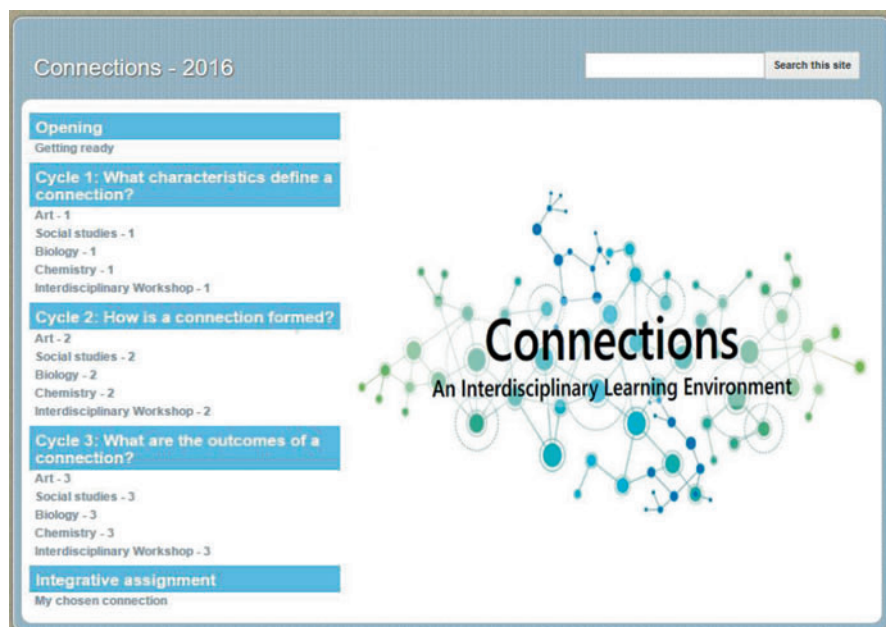 Connections - 2016
Search this site
Opening
Getting ready
Cycle 1: What characteristics define a
connection?
Art - 1
Social studies - 1
Biology - 1
Chemistry - 1
Interdisciplinary Workshop - 1
Cycle 2: How is a connection formed?
Art - 2
Social studies - 2
Biology - 2
Chemistry - 2
Interdisciplinary Workshop - 2
Cycle 3: What are the outcomes of a
connection?
Art - 3
Social studies - 3
Biology - 3
Chemistry - 3
Interdisciplinary Workshop - 3
Integrative assignment
My chosen connection
Connections
An Interdisciplinary Learning Environment